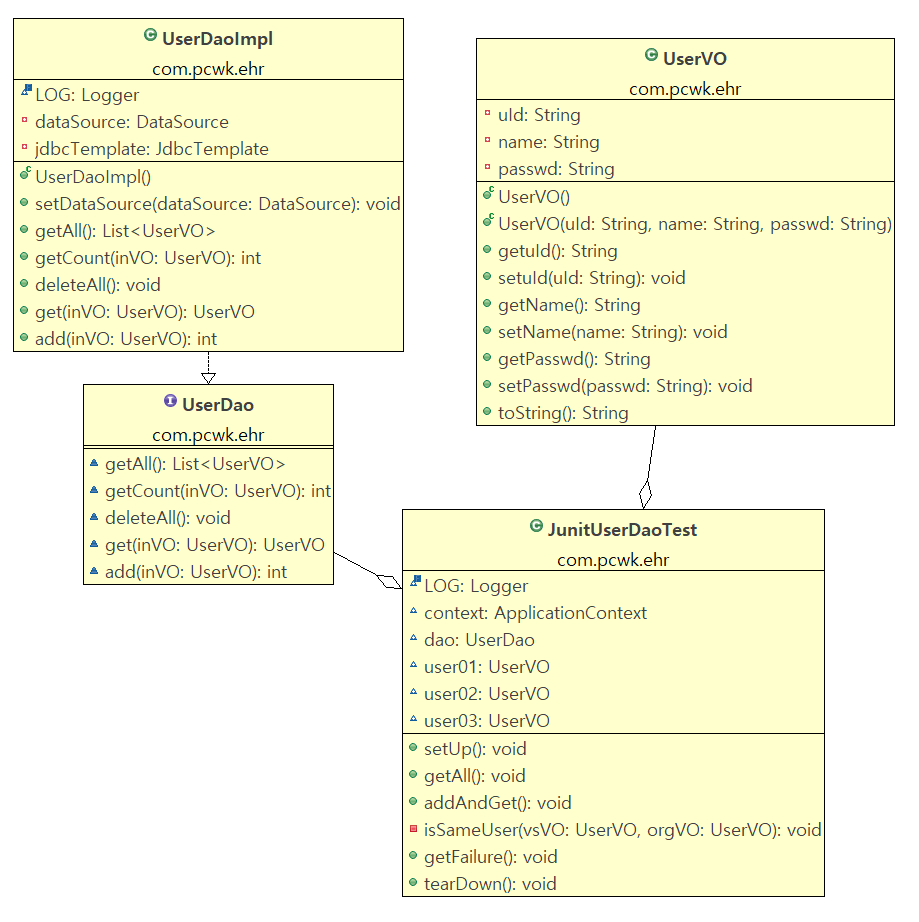 UserDaoImpl
com.pcwk.ehr
LOG: Logger
dataSource: DataSource
jdbcTemplate: JdbcTemplate
UserDaoImpl()
setDataSource(dataSource: DataSource): void
getAll(): List<UserVO>
getCount(inVO: UserVO): int
deleteAll(): void
get(inVO: UserVO): UserVO
add(inVO: UserVO): int
UserVO
com.pcwk.ehr
uId: String
name: String
passwd: String
UserVO()
UserVO(uId: String, name: String, passwd: String)
getuId(): String
setuId(uId: String): void
getName(): String
setName(name: String): void
getPasswd(): String
setPasswd(passwd: String): void
toString(): String
UserDao
com.pcwk.ehr
getAll(): List<UserVO>
getCount(inVO: UserVO): int
deleteAll(): void
get(inVO: UserVO): UserVO
add(inVO: UserVO): int
JunitUserDaoTest
com.pcwk.ehr
LOG: Logger
context: ApplicationContext
dao: UserDao
user01: UserVO
user02: UserVO
user03: UserVO
setUp(): void
getAll(): void
addAndGet(): void
isSameUser(vsVO: UserVO, orgVO: UserVO): void
getFailure(): void
tearDown(): void